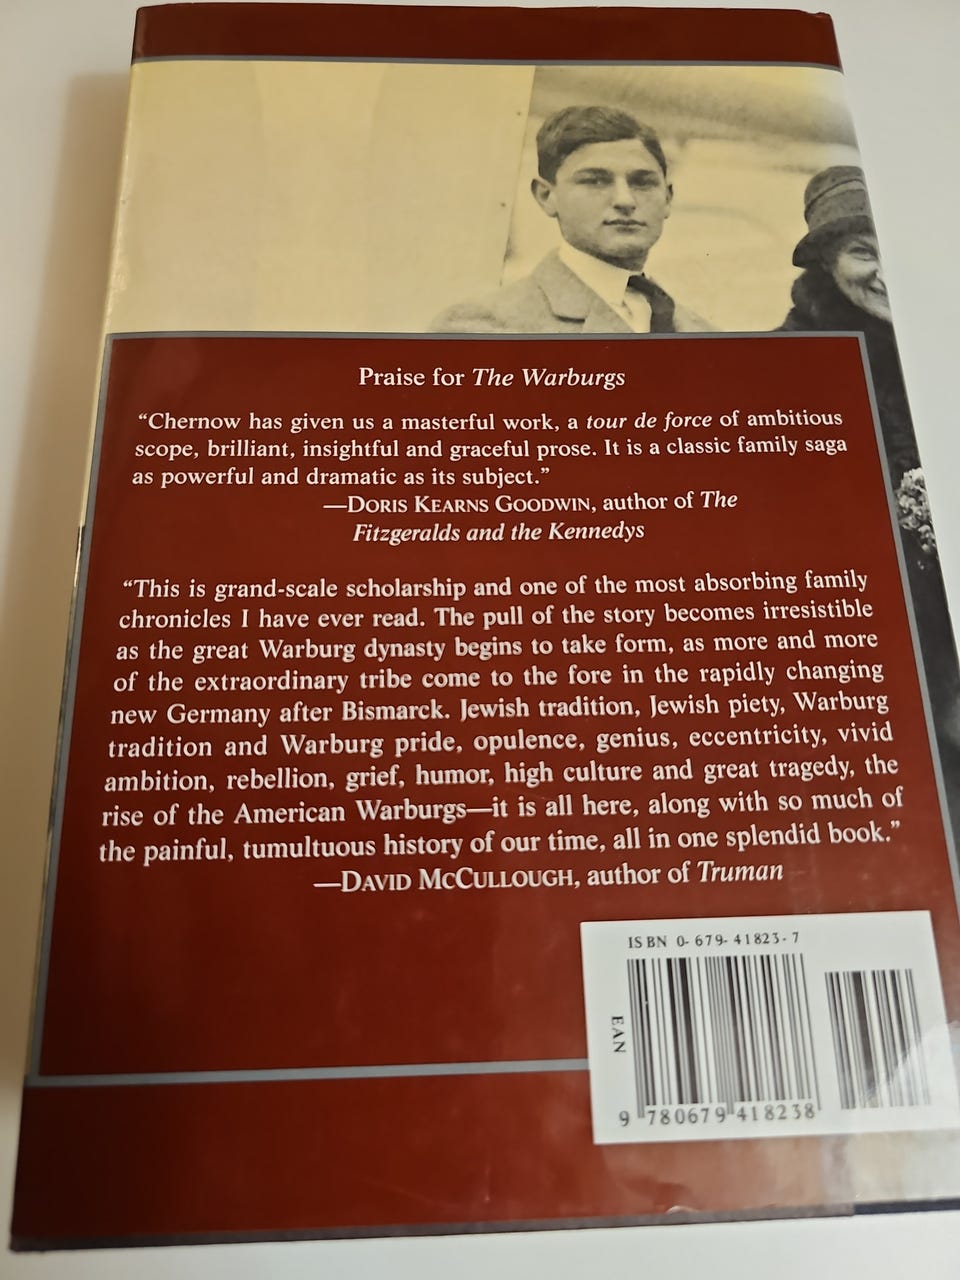 Praise for The Warburgs
“Chernow has given us a masterful work, a tour de force of ambitious
scope, brilliant, insightful and graceful prose. It is a classic family saga
as powerful and dramatic as its subject.”
—DORIS KEARNS GOODWIN, author of The
Fitzgeralds and the Kennedys
“This is grand-scale scholarship and one of the most absorbing family
chronicles I have ever read. The pull of the story becomes irresistible
as the great Warburg dynasty begins to take form, as more and more
of the extraordinary tribe come to the fore in the rapidly changing
new Germany after Bismarck. Jewish tradition, Jewish piety, Warburg
tradition and Warburg pride, opulence, genius, eccentricity, vivid
ambition, rebellion, grief, humor, high culture and great tragedy, the
rise of the American Warburgs—it is all here, along with so much of
the painful, tumultuous history of our time, all in one splendid book.”
—DAVID MCCULLOUGH, author of Truman
ISBN 0-679-41823-7
EAN
9 780679 418238